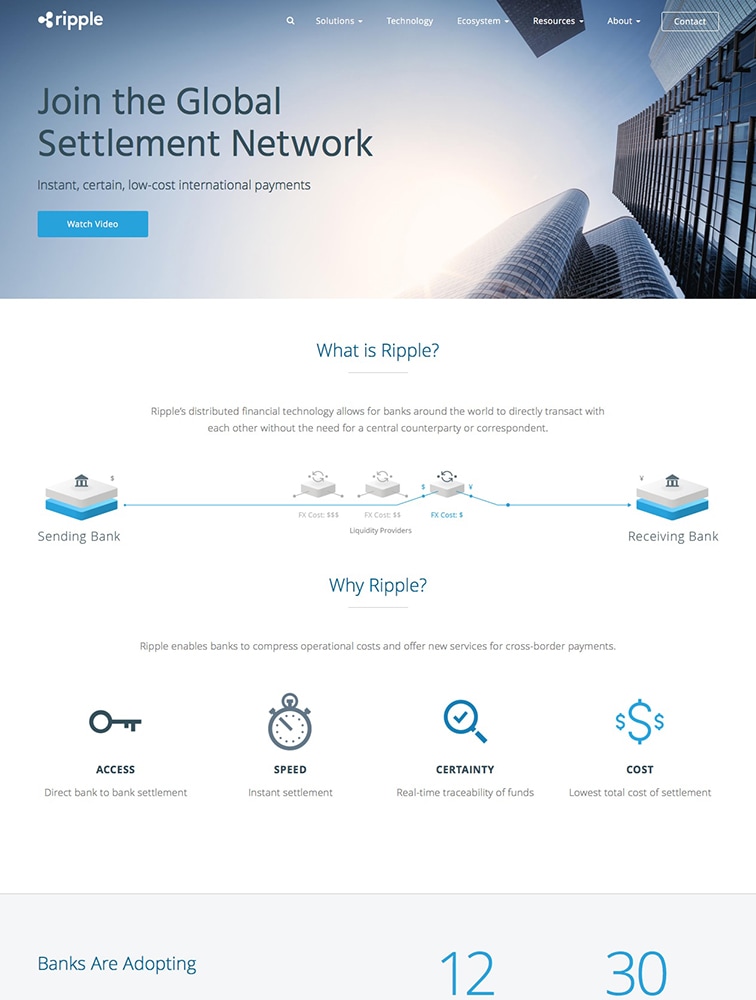 ripple
Solutions
Technology
Ecosystem
Resources
About
Contact
Join the Global
Settlement Network
Instant, certain, low-cost international payments
Watch Video
What is Ripple?
Ripple's distributed financial technology allows for banks around the world to directly transact with
each other without the need for a central counterparty or correspondent.
$
$
¥
¥
FX Cost: $$$
FX Cost: $$
FX Cost: $
Liquidity Providers
Sending Bank
Receiving Bank
Why Ripple?
Ripple enables banks to compress operational costs and offer new services for cross-border payments.
$ $ $
ACCESS
SPEED
CERTAINTY
COST
Direct bank to bank settlement
Instant settlement
Real-time traceability of funds
Lowest total cost of settlement
Banks Are Adopting
12
30